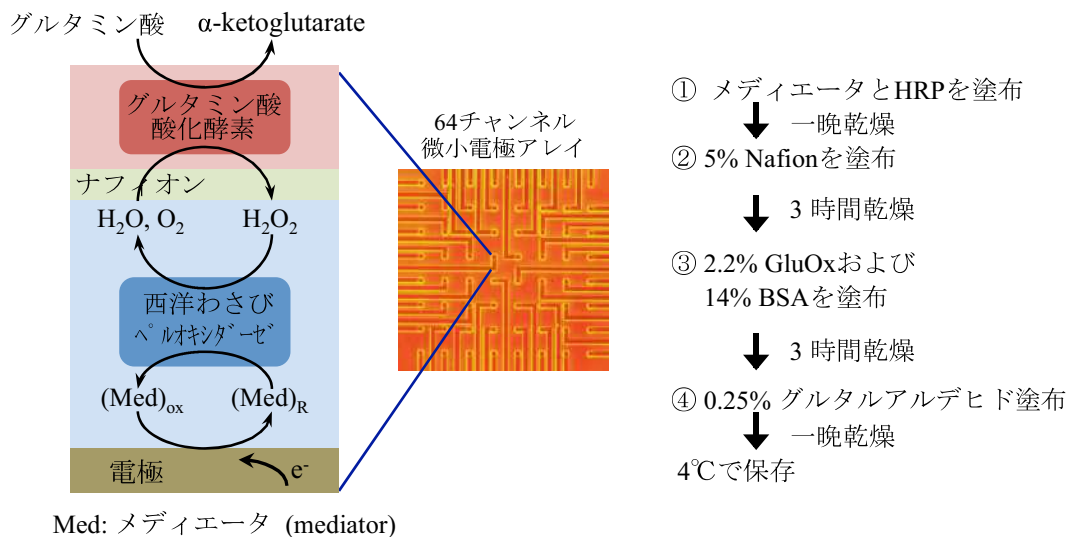 グルタミン酸 α-ketoglutarate
グルタミン酸
酸化酵素
ナフィオン
H₂O, O₂ H₂O₂
西洋わさび
ペルオキシダーゼ
(Med)ox (Med)R
電極 e⁻
Med: メディエータ (mediator)
64チャンネル
微小電極アレイ
① メディエータとHRPを塗布
一晩乾燥
② 5% Nafionを塗布
3 時間乾燥
③ 2.2% GluOxおよび
14% BSAを塗布
3 時間乾燥
④ 0.25% グルタルアルデヒド塗布
一晩乾燥
4℃で保存